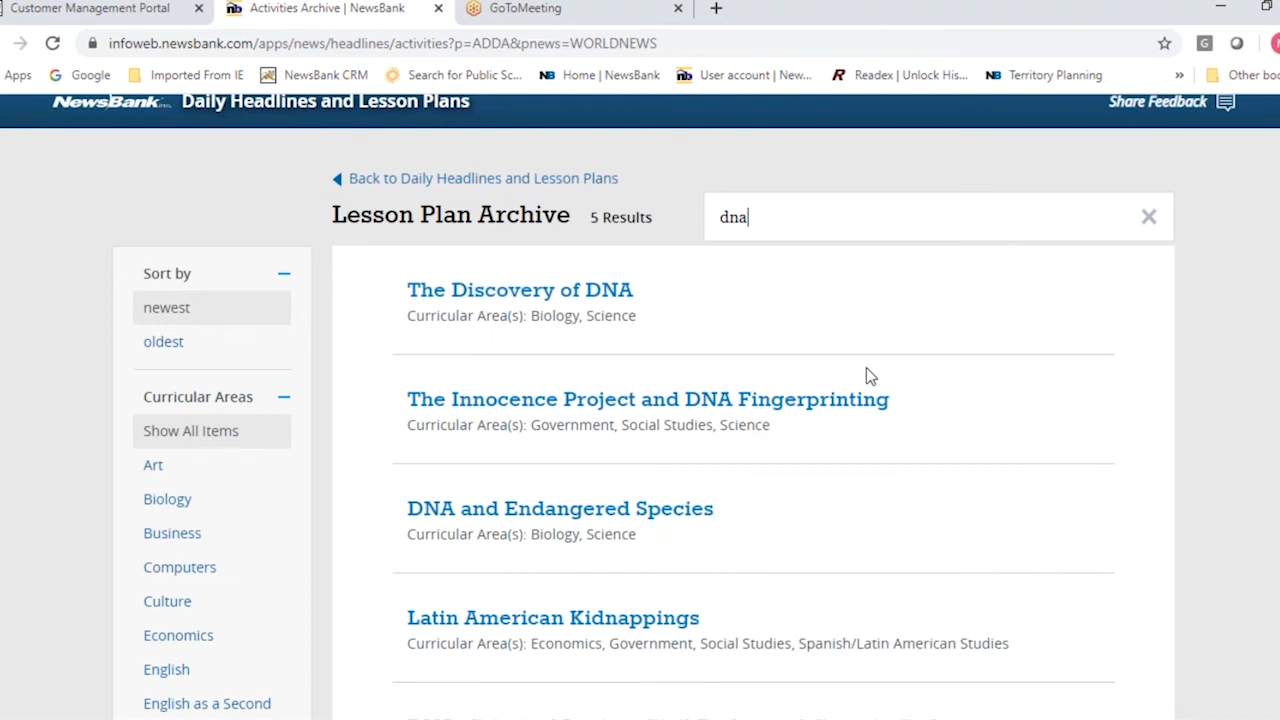 Customer Management Portal
Activities Archive | NewsBank
GoToMeeting
infoweb.newsbank.com/apps/news/headlines/activities?p=ADDA&pnews=WORLDNEWS
G
Apps
Google
Imported From IE
NewsBank CRM
Search for Public Sc...
NB Home | NewsBank
nb User account | New...
R Readex | Unlock His...
NB Territory Planning
»
Other boo
NewsBank inc. Daily Headlines and Lesson Plans
Share Feedback
Back to Daily Headlines and Lesson Plans
Lesson Plan Archive 5 Results
dna
Sort by
newest
oldest
Curricular Areas
Show All Items
Art
Biology
Business
Computers
Culture
Economics
English
English as a Second
The Discovery of DNA
Curricular Area(s): Biology, Science
The Innocence Project and DNA Fingerprinting
Curricular Area(s): Government, Social Studies, Science
DNA and Endangered Species
Curricular Area(s): Biology, Science
Latin American Kidnappings
Curricular Area(s): Economics, Government, Social Studies, Spanish/Latin American Studies